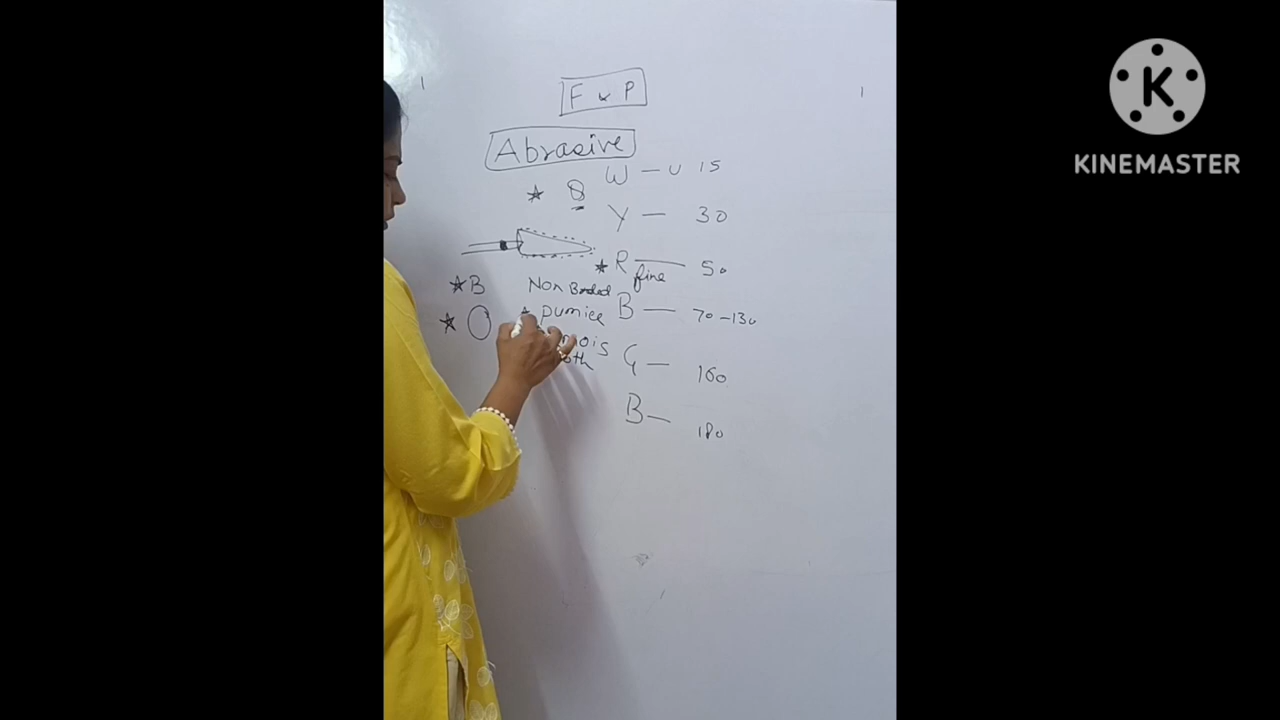 F & P
Abrasive
W — U 15
Y — 30
R — 50
fine
B — 70-130
G — 160
B — 180
B
Non Bonded
pumice
KINEMASTER